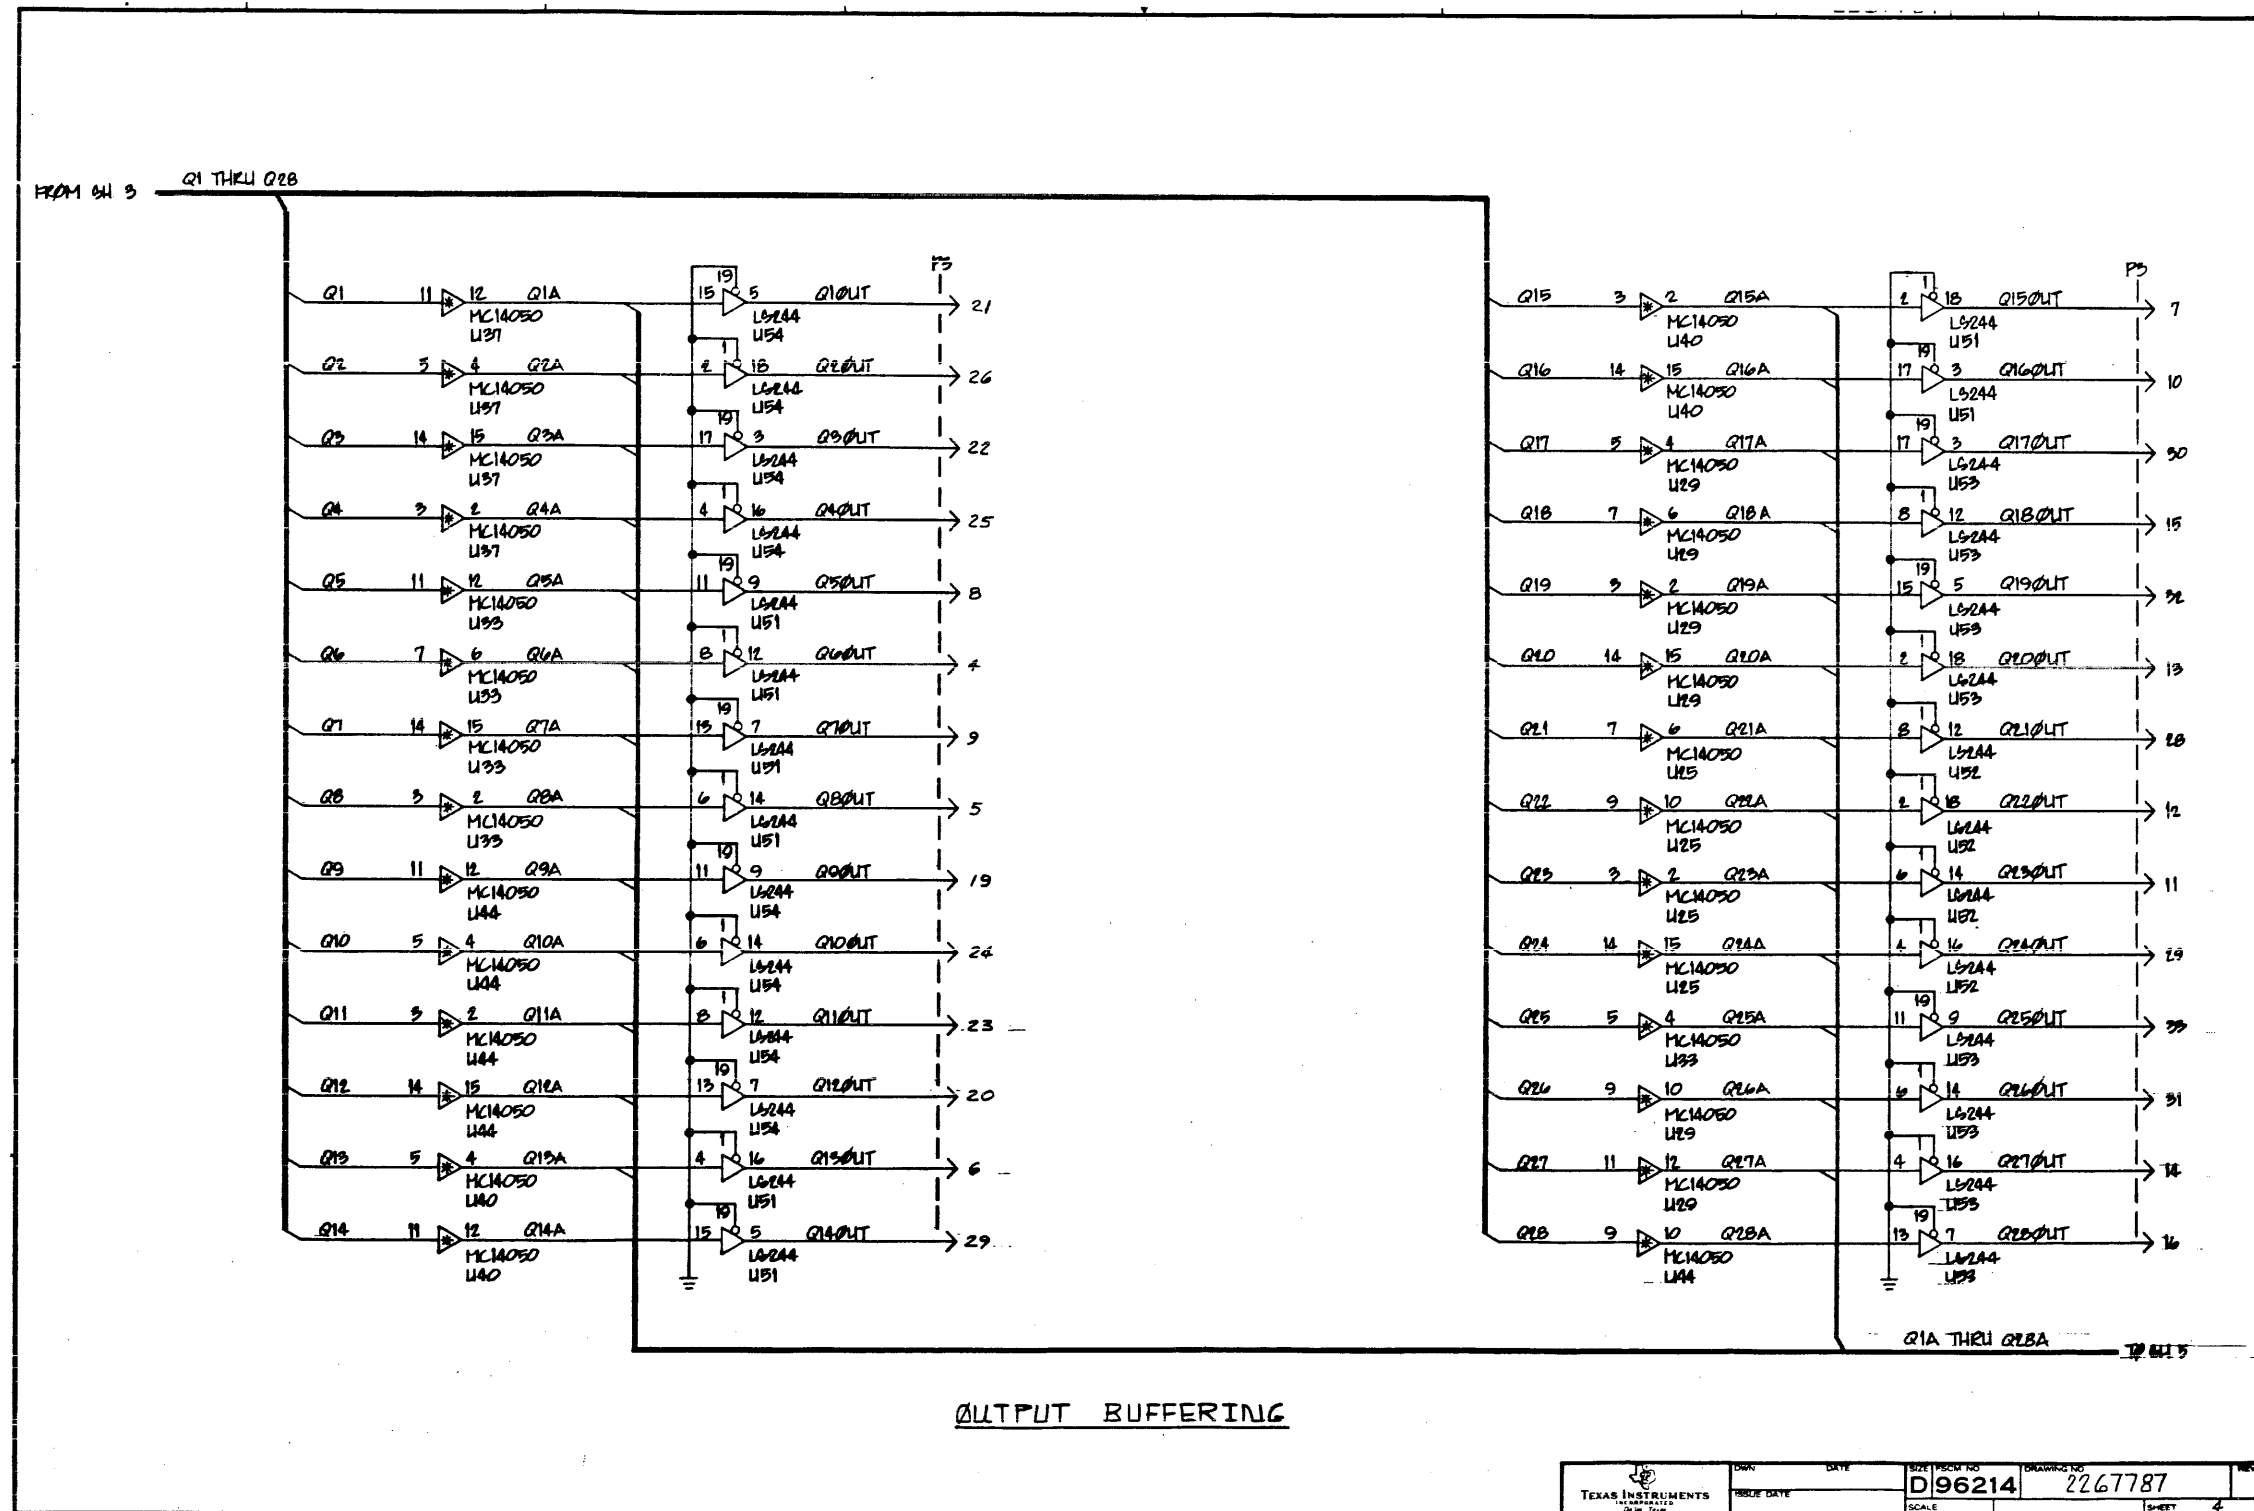 FRØM SH 3
Q1 THRU Q28
P3
Q1 11 12 Q1A 15 19 5 Q1ØUT 21
MC14050 LS244
U37 U54
Q2 5 4 Q2A 2 1 18 Q2ØUT 26
MC14050 LS244
U37 U54
Q3 14 15 Q3A 17 19 3 Q3ØUT 22
MC14050 LS244
U37 U54
Q4 3 2 Q4A 4 1 16 Q4ØUT 25
MC14050 LS244
U37 U54
Q5 11 12 Q5A 11 19 9 Q5ØUT 8
MC14050 LS244
U33 U51
Q6 7 6 Q6A 8 1 12 Q6ØUT 4
MC14050 LS244
U33 U51
Q7 14 15 Q7A 13 19 7 Q7ØUT 9
MC14050 LS244
U33 U51
Q8 3 2 Q8A 6 1 14 Q8ØUT 5
MC14050 LS244
U33 U51
Q9 11 12 Q9A 11 19 9 Q9ØUT 19
MC14050 LS244
U44 U54
Q10 5 4 Q10A 6 1 14 Q10ØUT 24
MC14050 LS244
U44 U54
Q11 3 2 Q11A 8 1 12 Q11ØUT 23
MC14050 LS244
U44 U54
Q12 14 15 Q12A 13 19 7 Q12ØUT 20
MC14050 LS244
U44 U54
Q13 5 4 Q13A 4 1 16 Q13ØUT 6
MC14050 LS244
U40 U51
Q14 11 12 Q14A 15 19 5 Q14ØUT 29
MC14050 LS244
U40 U51
P3
Q15 3 2 Q15A 2 1 18 Q15ØUT 7
MC14050 LS244
U40 U51
Q16 14 15 Q16A 17 19 3 Q16ØUT 10
MC14050 LS244
U40 U51
Q17 5 4 Q17A 17 19 3 Q17ØUT 30
MC14050 LS244
U29 U53
Q18 7 6 Q18A 8 1 12 Q18ØUT 15
MC14050 LS244
U29 U53
Q19 3 2 Q19A 15 19 5 Q19ØUT 32
MC14050 LS244
U29 U53
Q20 14 15 Q20A 2 1 18 Q20ØUT 13
MC14050 LS244
U29 U53
Q21 7 6 Q21A 8 1 12 Q21ØUT 28
MC14050 LS244
U25 U52
Q22 9 10 Q22A 2 1 18 Q22ØUT 12
MC14050 LS244
U25 U52
Q23 3 2 Q23A 6 1 14 Q23ØUT 11
MC14050 LS244
U25 U52
Q24 14 15 Q24A 4 1 16 Q24ØUT 29
MC14050 LS244
U25 U52
Q25 5 4 Q25A 11 19 9 Q25ØUT 33
MC14050 LS244
U33 U53
Q26 9 10 Q26A 6 1 14 Q26ØUT 31
MC14050 LS244
U29 U53
Q27 11 12 Q27A 4 1 16 Q27ØUT 14
MC14050 LS244
U29 U53
Q28 9 10 Q28A 13 19 7 Q28ØUT 16
MC14050 LS244
U44 U53
Q1A THRU Q28A
TØ SH 5
ØUTPUT BUFFERING
TEXAS INSTRUMENTS
INCORPORATED
DWN DATE
ISSUE DATE
SIZE D
FSCM NO 96214
DRAWING NO 2267787
SCALE
SHEET 4